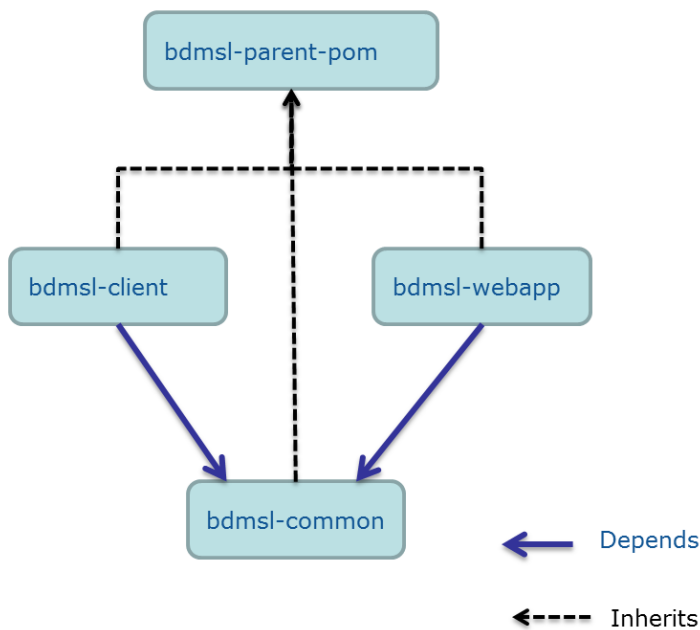 bdmsl-parent-pom
bdmsl-client
bdmsl-webapp
bdmsl-common
Depends
Inherits